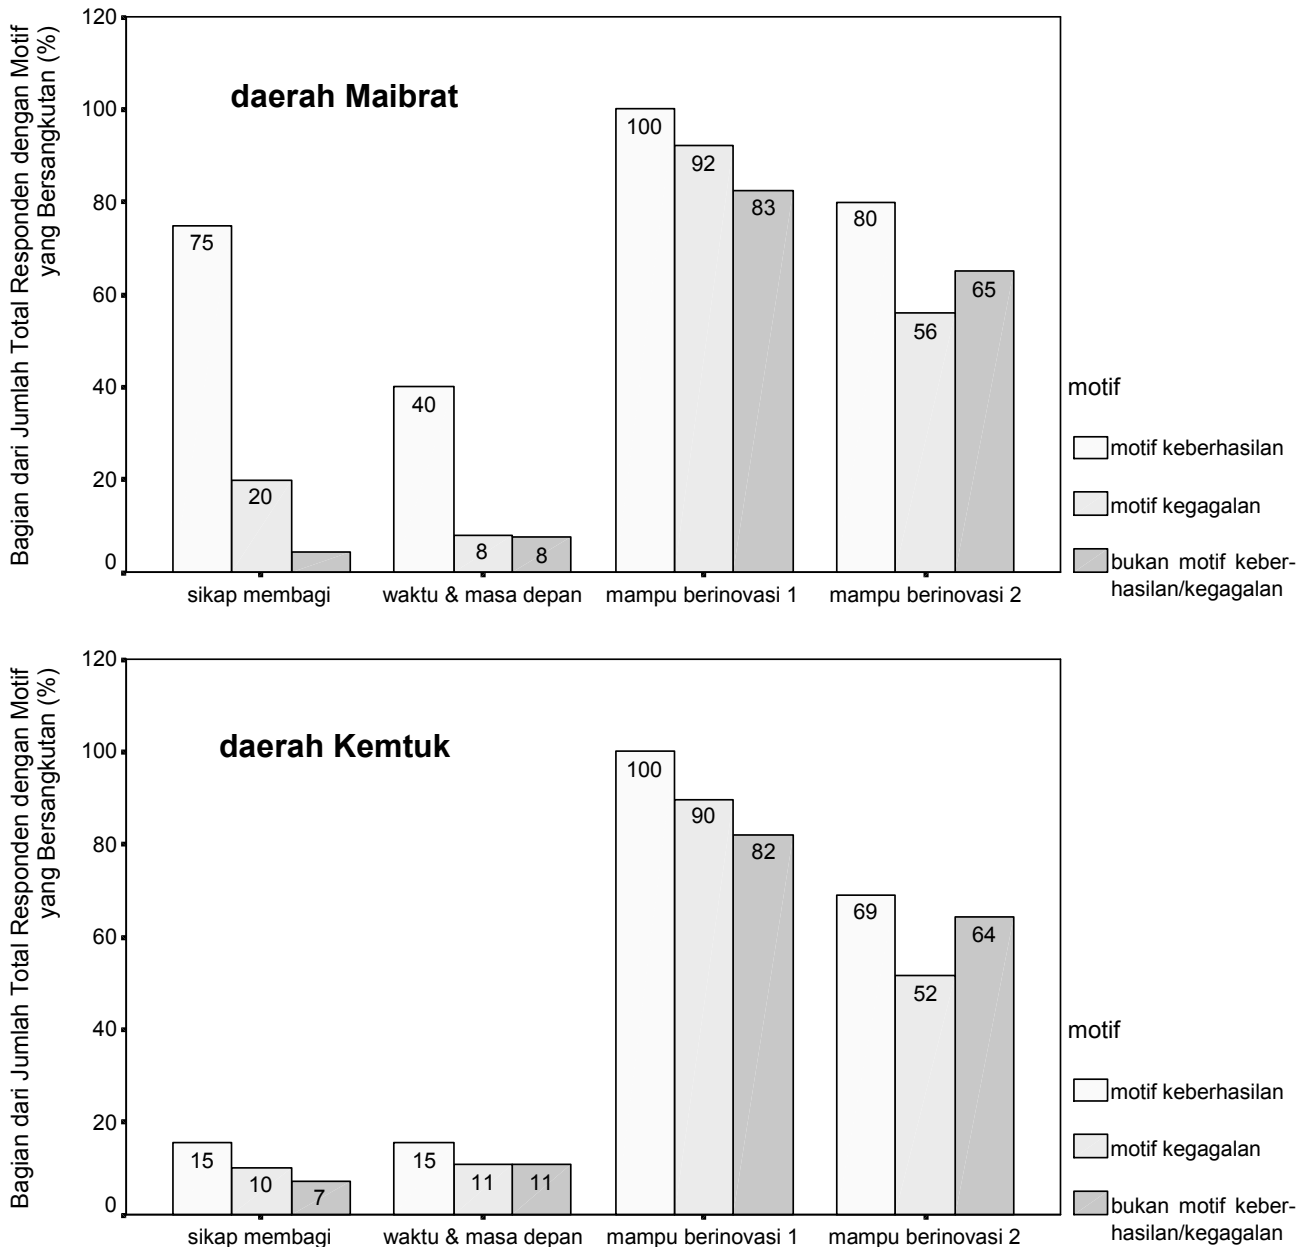 Bagian dari Jumlah Total Responden dengan Motif
yang Bersangkutan (%)
120
100
80
60
40
20
0
daerah Maibrat
75
20
40
8
8
100
92
83
80
56
65
sikap membagi
waktu & masa depan
mampu berinovasi 1
mampu berinovasi 2
motif
motif keberhasilan
motif kegagalan
bukan motif keber-
hasilan/kegagalan
Bagian dari Jumlah Total Responden dengan Motif
yang Bersangkutan (%)
120
100
80
60
40
20
0
daerah Kemtuk
15
10
7
15
11
11
100
90
82
69
52
64
sikap membagi
waktu & masa depan
mampu berinovasi 1
mampu berinovasi 2
motif
motif keberhasilan
motif kegagalan
bukan motif keber-
hasilan/kegagalan